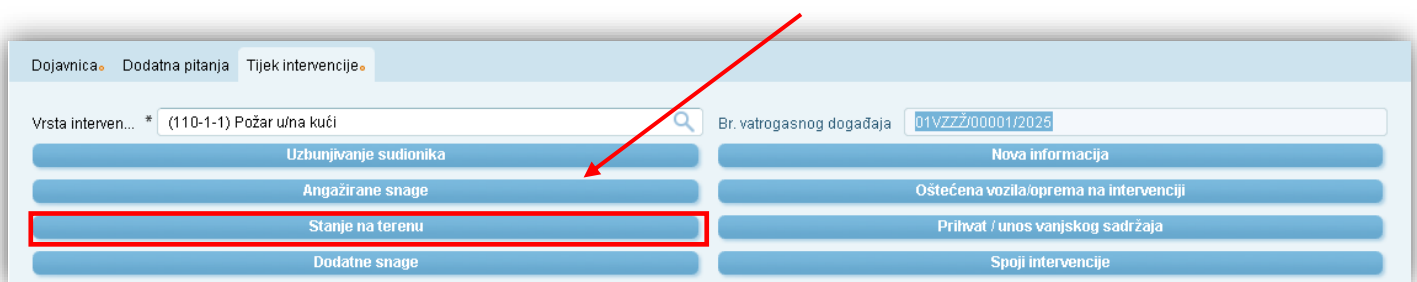 Dojavnica Dodatna pitanja Tijek intervencije
Vrsta interven... * (110-1-1) Požar u/na kući Br. vatrogasnog događaja 01VZZŽ/00001/2025
Uzbunjivanje sudionika Nova informacija
Angažirane snage Oštećena vozila/oprema na intervenciji
Stanje na terenu Prihvat / unos vanjskog sadržaja
Dodatne snage Spoji intervencije